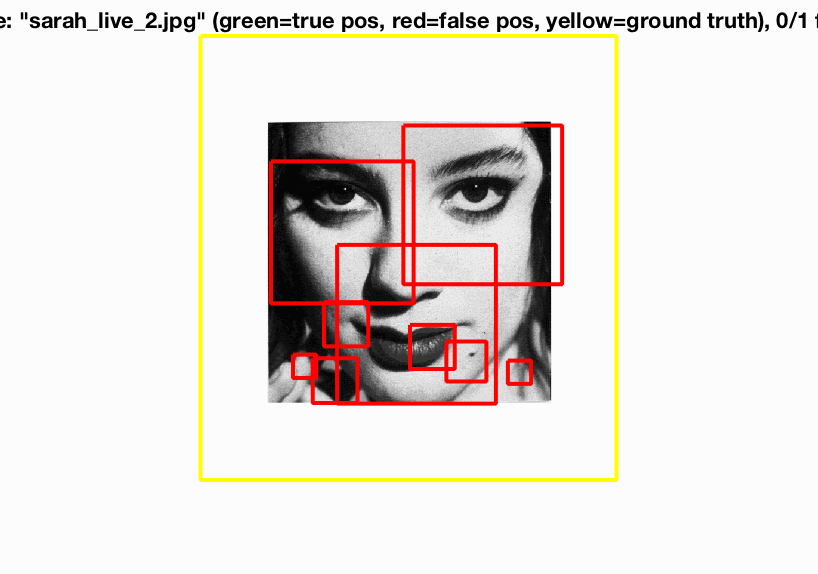 e: "sarah_live_2.jpg" (green=true pos, red=false pos, yellow=ground truth), 0/1 f